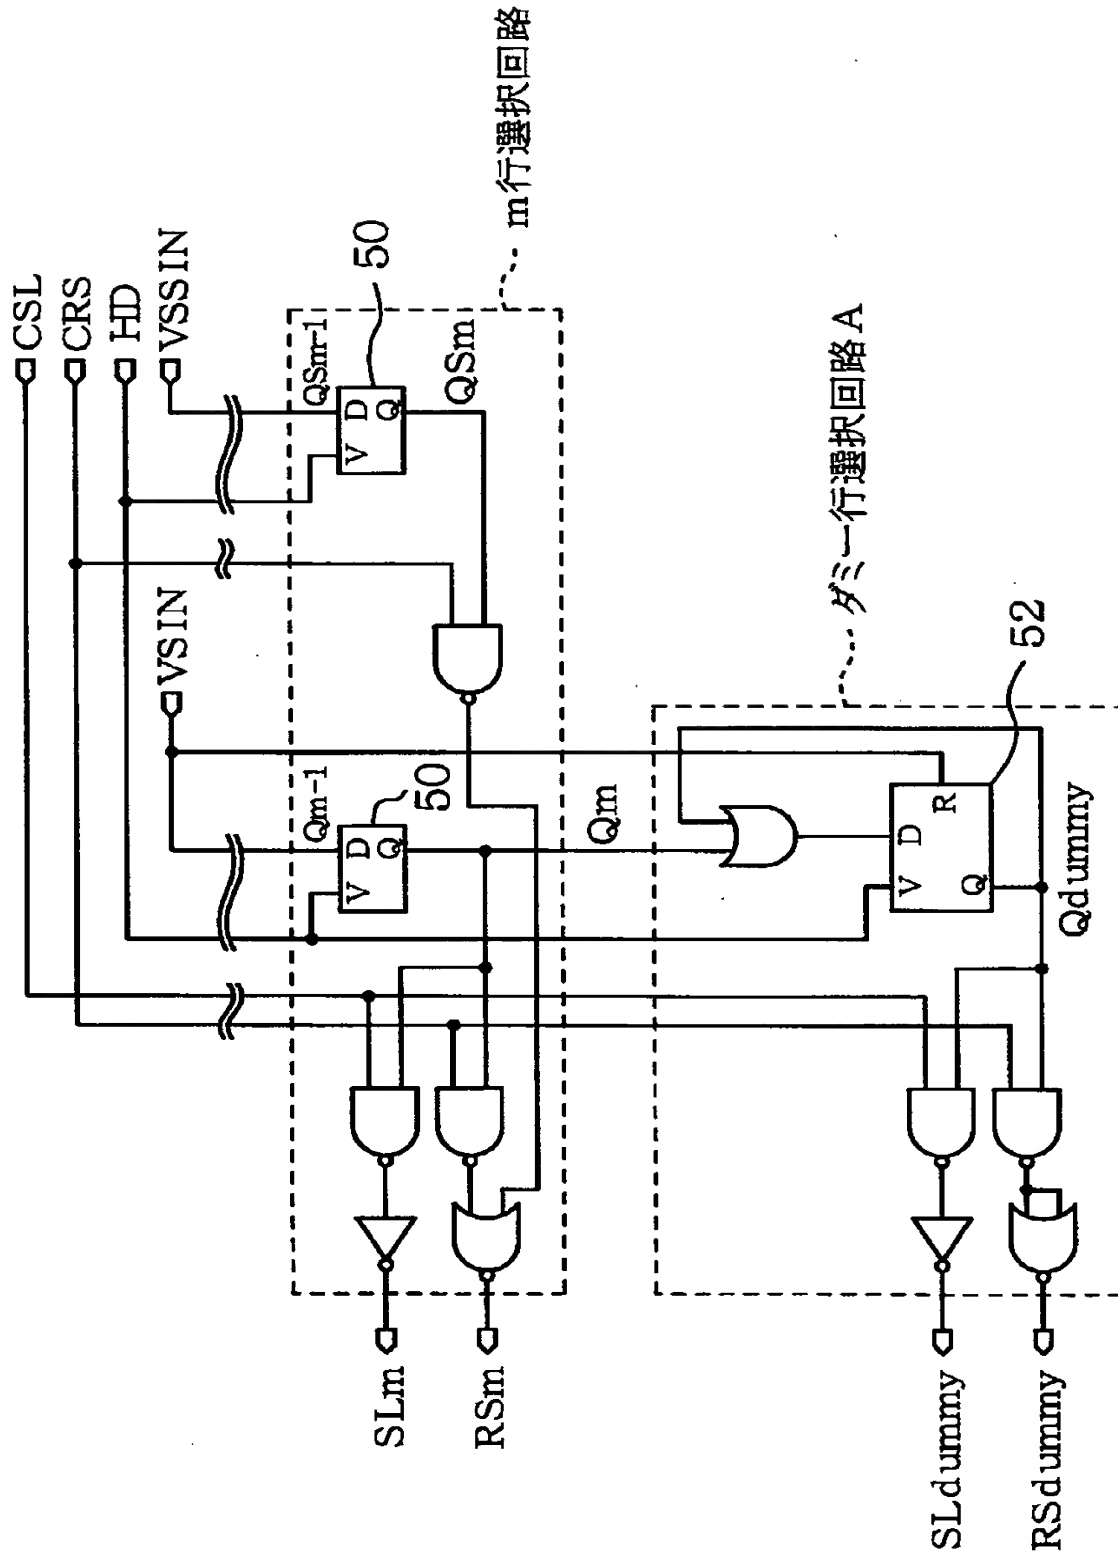 CSL
CRS
HD
VSSIN
VSIN
QSm-1
50
D
V
Q
QSm
m行選択回路
Qm-1
50
D
V
Q
Qm
ダミー行選択回路A
52
R
D
V
Q
Qdummy
SLm
RSm
SLdummy
RSdummy